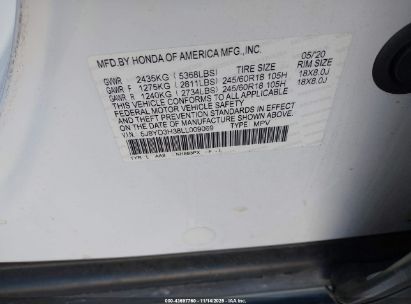 MFD.BY HONDA OF AMERICA MFG.,INC. 05/20
TIRE SIZE RIM SIZE
GVWR 2435KG (5368LBS)
GAWR F 1275KG (2811LBS) 245/60R18 105H 18X8.0J
GAWR R 1240KG (2734LBS) 245/60R18 105H 18X8.0J
THIS VEHICLE CONFORMS TO ALL APPLICABLE
FEDERAL MOTOR VEHICLE SAFETY
AND THEFT PREVENTION STANDARDS IN EFFECT
ON THE DATE OF MANUFACTURE SHOWN ABOVE.
V.I.N. 5J8YD3H38LL009069 TYPE: MPV